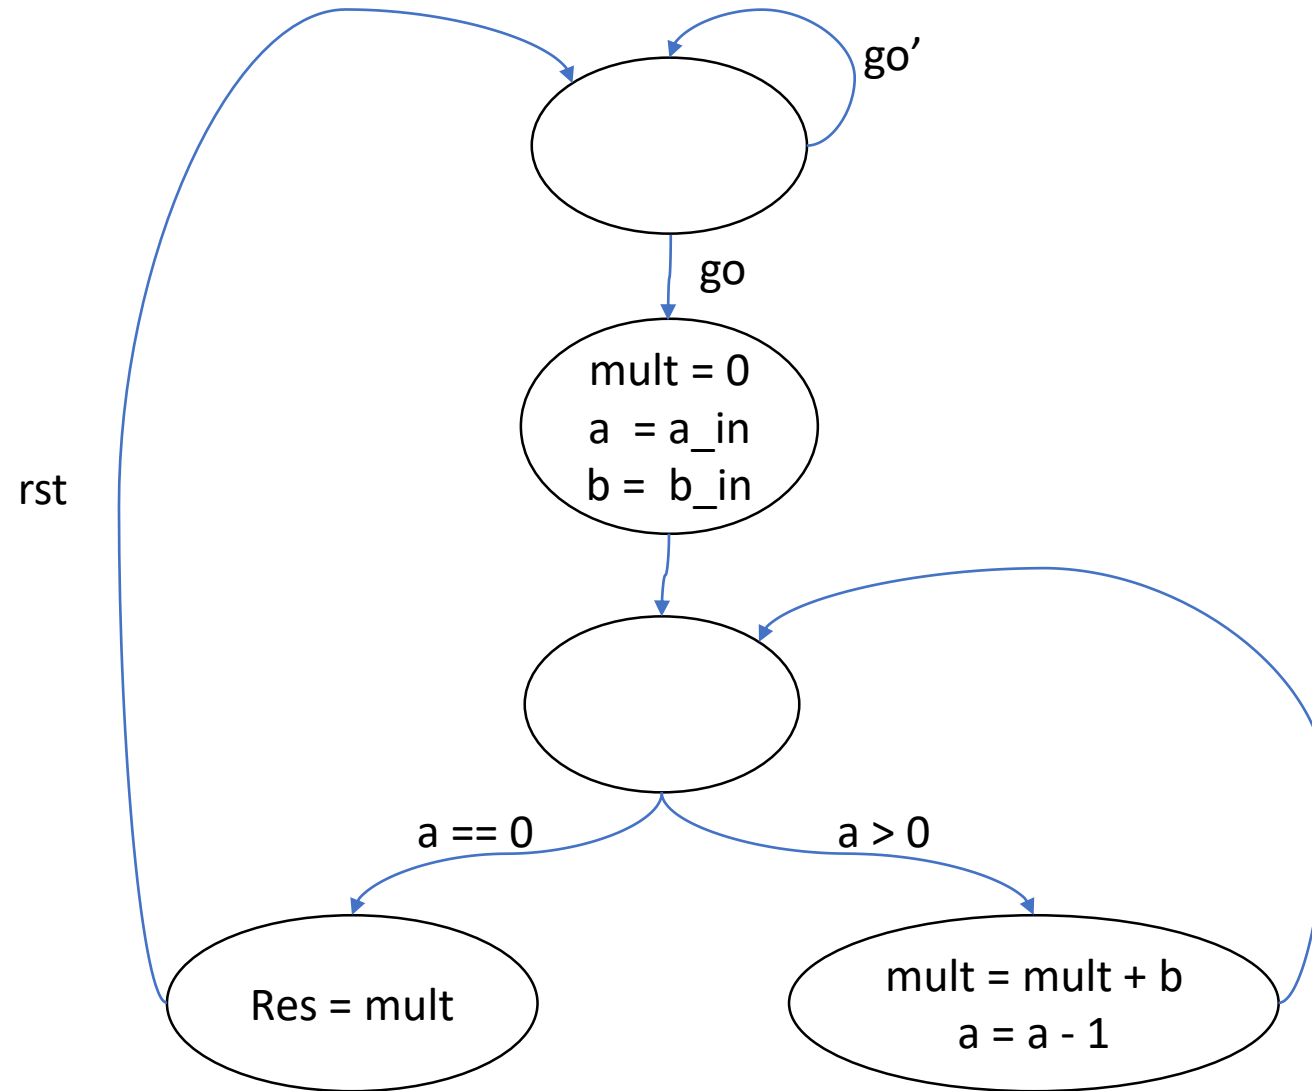 go’
go
mult = 0
a = a_in
b = b_in
rst
a == 0
a > 0
Res = mult
mult = mult + b
a = a - 1